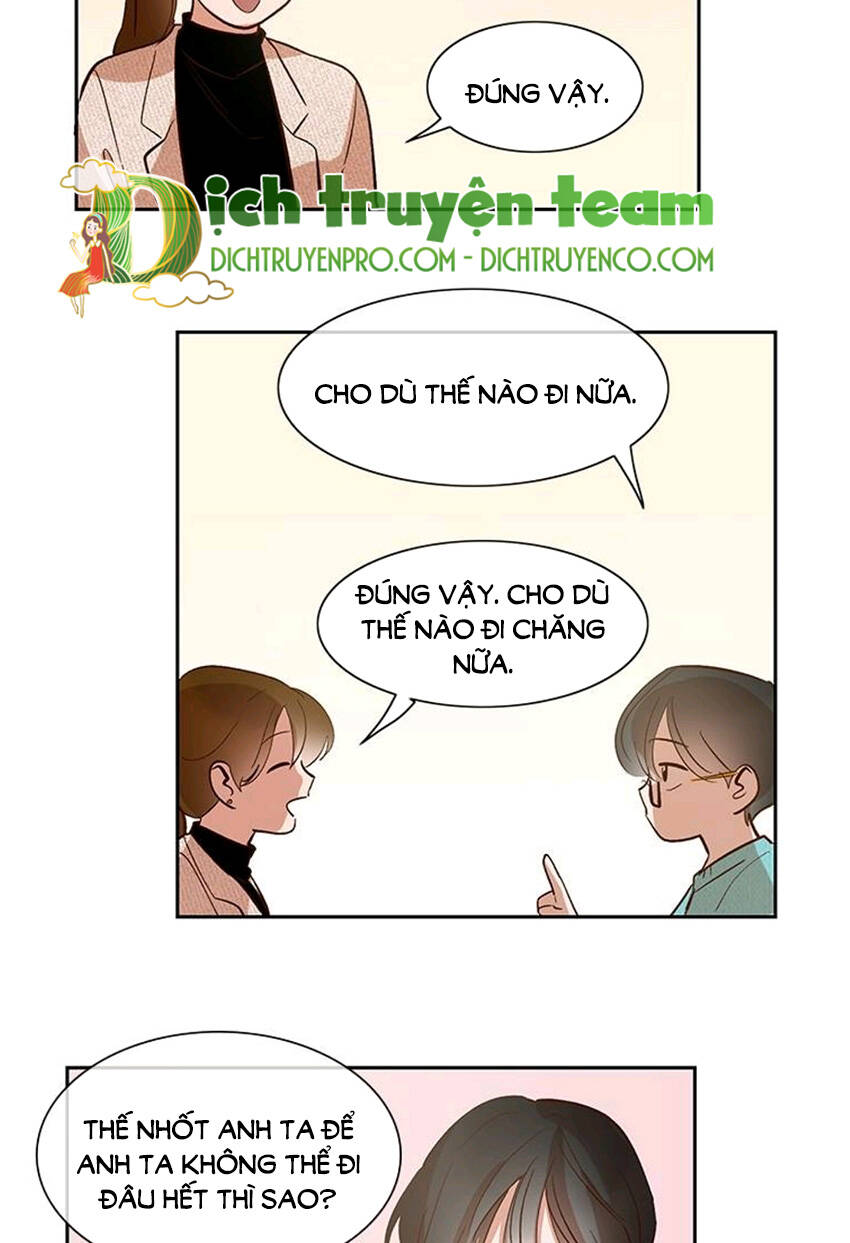 ĐÚNG VẬY.
Dịch truyện team
DICHTRUYENPRO.COM - DICHTRUYENCO.COM
CHO DÙ THẾ NÀO ĐI NỮA.
ĐÚNG VẬY. CHO DÙ
THẾ NÀO ĐI CHĂNG
NỮA.
THẾ NHỐT ANH TA ĐỂ
ANH TA KHÔNG THỂ ĐI
ĐÂU HẾT THÌ SAO?